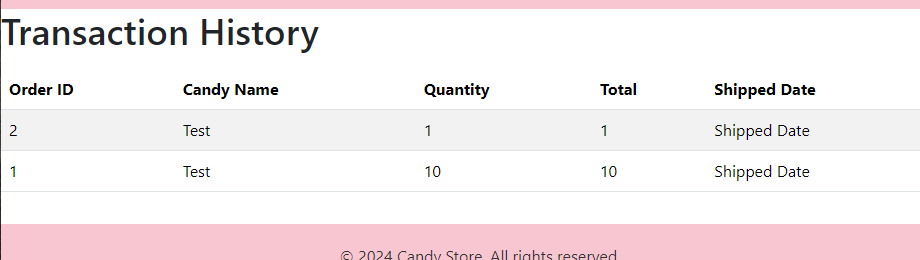 Transaction History
Order ID Candy Name Quantity Total Shipped Date
2 Test 1 1 Shipped Date
1 Test 10 10 Shipped Date
© 2024 Candy Store. All rights reserved